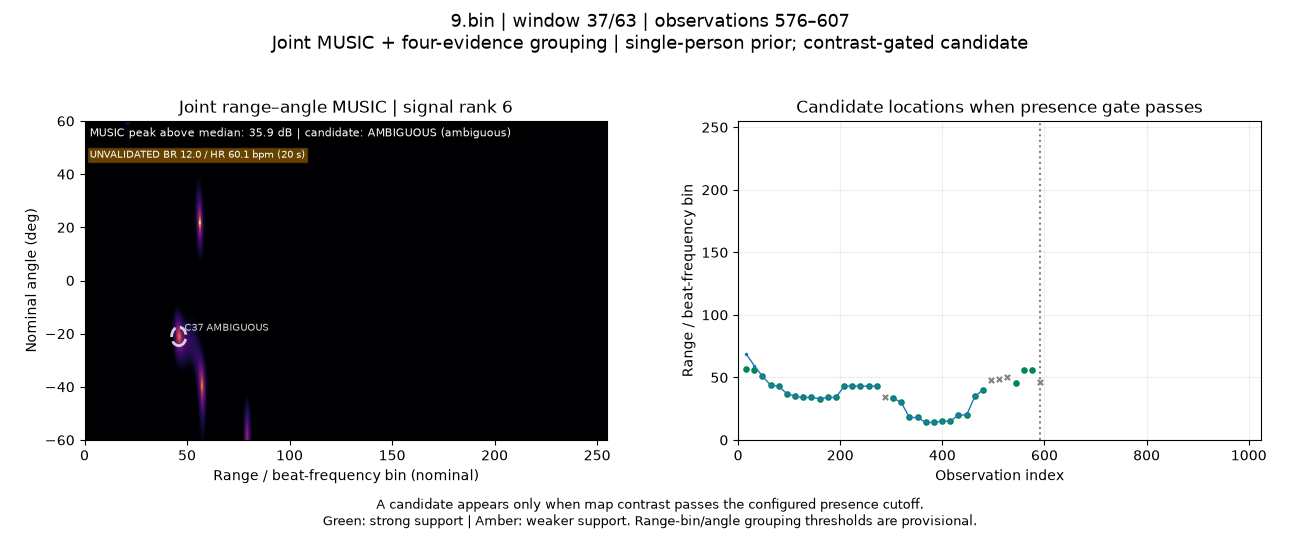 9.bin | window 37/63 | observations 576–607
Joint MUSIC + four-evidence grouping | single-person prior; contrast-gated candidate
Joint range–angle MUSIC | signal rank 6
MUSIC peak above median: 35.9 dB | candidate: AMBIGUOUS (ambiguous)
UNVALIDATED BR 12.0 / HR 60.1 bpm (20 s)
C37 AMBIGUOUS
60
40
20
0
−20
−40
−60
Nominal angle (deg)
0
50
100
150
200
250
Range / beat-frequency bin (nominal)
Candidate locations when presence gate passes
250
200
150
100
50
0
Range / beat-frequency bin
0
200
400
600
800
1000
Observation index
A candidate appears only when map contrast passes the configured presence cutoff.
Green: strong support | Amber: weaker support. Range-bin/angle grouping thresholds are provisional.